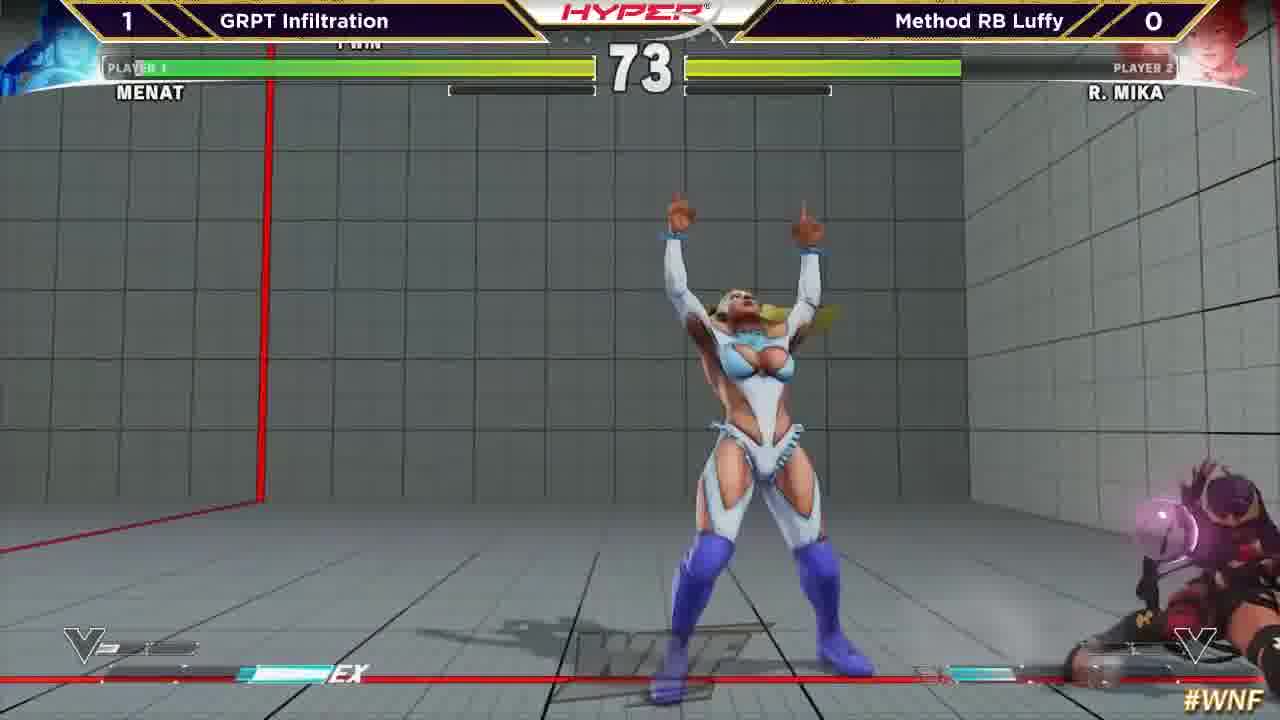 1 GRPT Infiltration HYPERX Method RB Luffy 0
1 WIN
PLAYER 1 73 PLAYER 2
MENAT R. MIKA
WNF
V V
EX
#WNF